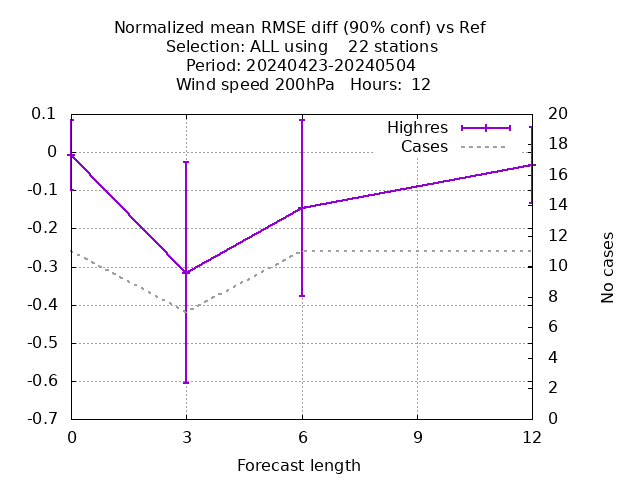 Normalized mean RMSE diff (90% conf) vs Ref
Selection: ALL using    22 stations
Period: 20240423-20240504
Wind speed 200hPa   Hours:  12
0.1
0
-0.1
-0.2
-0.3
-0.4
-0.5
-0.6
-0.7
20
18
16
14
12
10
8
6
4
2
0
Highres
Cases
No cases
0 3 6 9 12
Forecast length